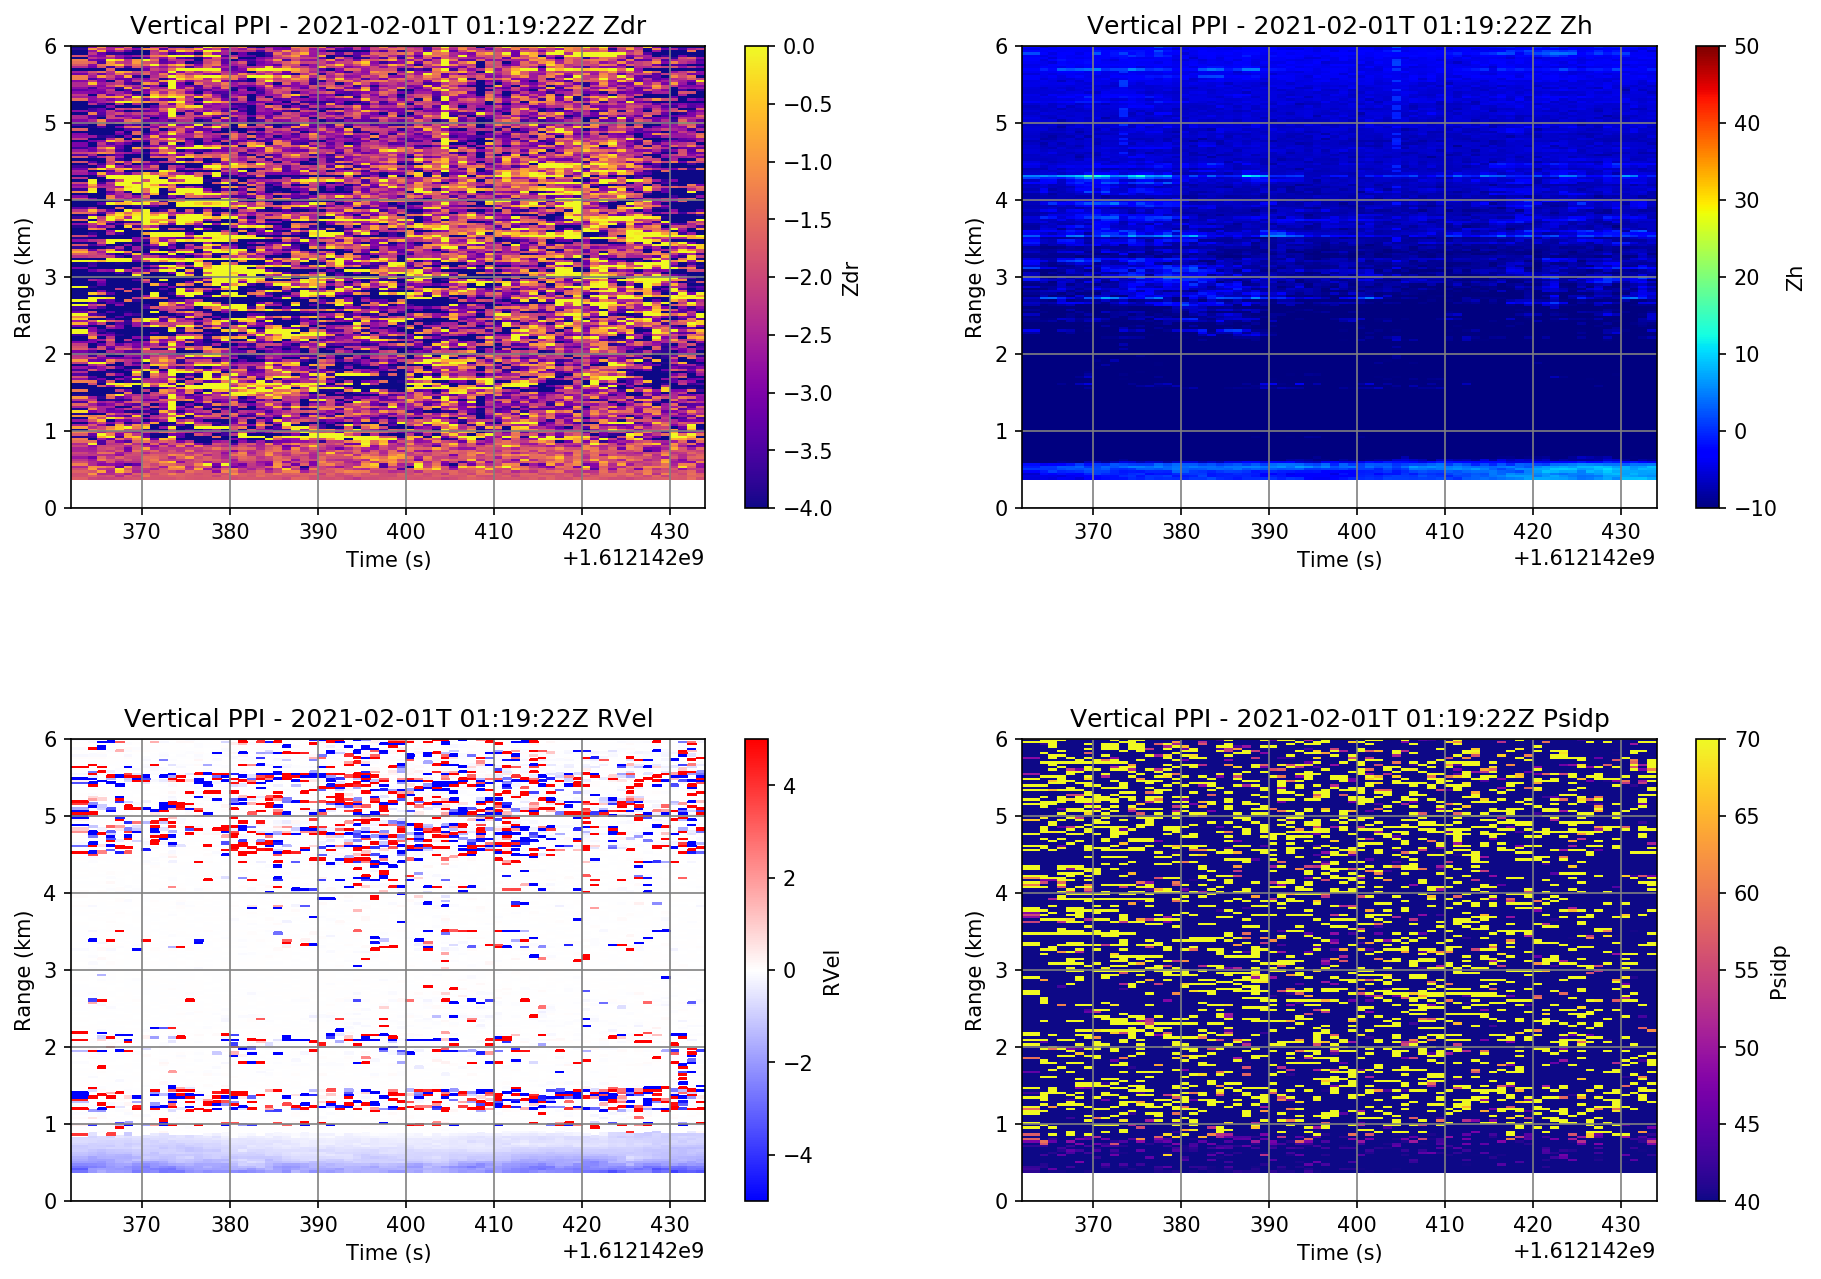 Vertical PPI - 2021-02-01T 01:19:22Z Zdr
6
5
4
3
2
1
0
Range (km)
370 380 390 400 410 420 430
Time (s)
+1.612142e9
0.0
−0.5
−1.0
−1.5
−2.0
−2.5
−3.0
−3.5
−4.0
Zdr
Vertical PPI - 2021-02-01T 01:19:22Z Zh
6
5
4
3
2
1
0
Range (km)
370 380 390 400 410 420 430
Time (s)
+1.612142e9
50
40
30
20
10
0
−10
Zh
Vertical PPI - 2021-02-01T 01:19:22Z RVel
6
5
4
3
2
1
0
Range (km)
370 380 390 400 410 420 430
Time (s)
+1.612142e9
4
2
0
−2
−4
RVel
Vertical PPI - 2021-02-01T 01:19:22Z Psidp
6
5
4
3
2
1
0
Range (km)
370 380 390 400 410 420 430
Time (s)
+1.612142e9
70
65
60
55
50
45
40
Psidp